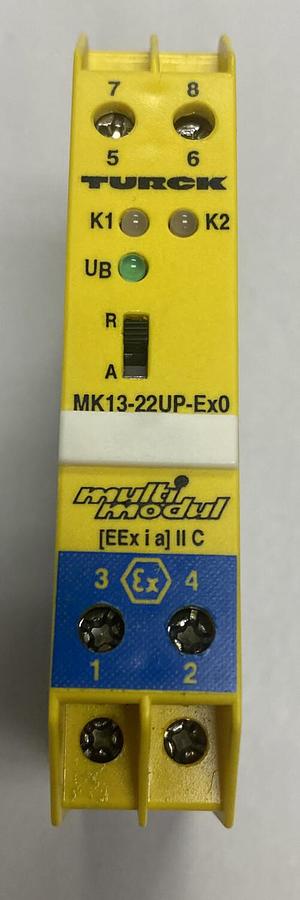 7 8
5 6
TURCK
K1 K2
UB
R
A
MK13-22UP-Ex0
multi
modul
[EEx i a] II C
3 Ex 4
1 2